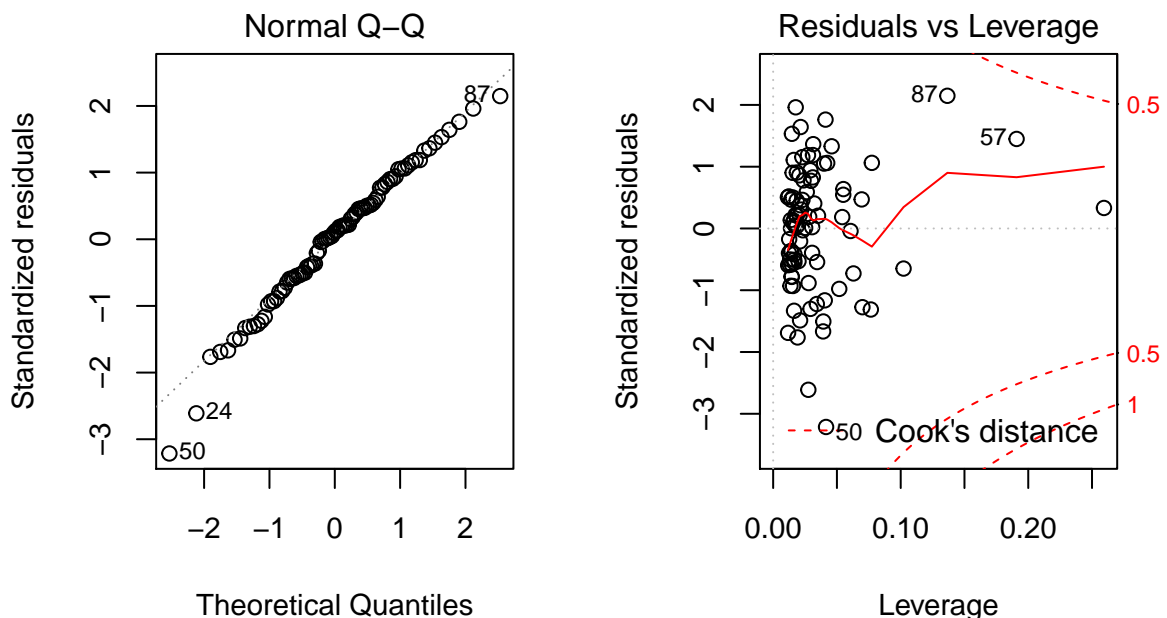 Normal Q−Q
Standardized residuals
2
1
0
−1
−2
−3
87
24
50
−2 −1 0 1 2
Theoretical Quantiles
Residuals vs Leverage
Standardized residuals
2
1
0
−1
−2
−3
87
57
50
0.5
0.5
1
Cook's distance
0.00 0.10 0.20
Leverage